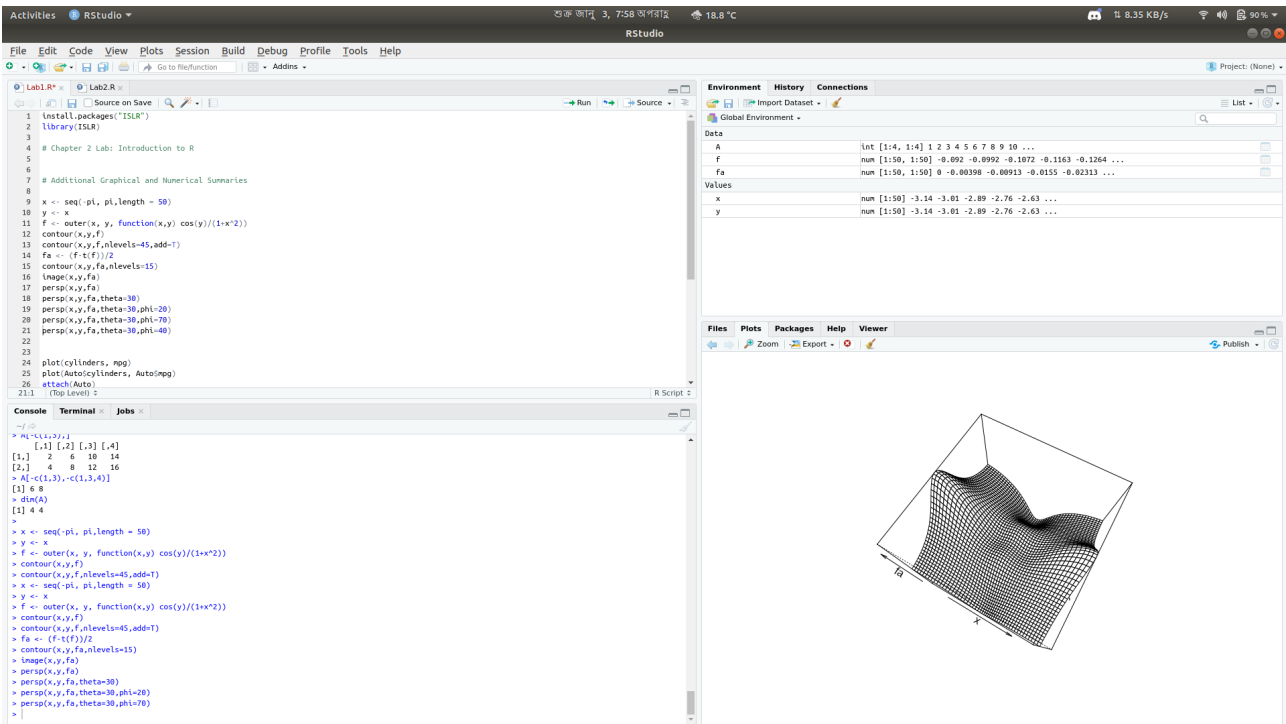 Activities RStudio শুক্র জানু 3, 7:58 অপরাহ্ণ 18.8 °C 8.35 KB/s 90 %
RStudio
File Edit Code View Plots Session Build Debug Profile Tools Help
Go to file/function Addins Project: (None)
Lab1.R* Lab2.R
Source on Save Run Source
1 install.packages("ISLR")
2 library(ISLR)
3
4 # Chapter 2 Lab: Introduction to R
5
6
7 # Additional Graphical and Numerical Summaries
8
9 x <- seq(-pi, pi,length = 50)
10 y <- x
11 f <- outer(x, y, function(x,y) cos(y)/(1+x^2))
12 contour(x,y,f)
13 contour(x,y,f,nlevels=45,add=T)
14 fa <- (f-t(f))/2
15 contour(x,y,fa,nlevels=15)
16 image(x,y,fa)
17 persp(x,y,fa)
18 persp(x,y,fa,theta=30)
19 persp(x,y,fa,theta=30,phi=20)
20 persp(x,y,fa,theta=30,phi=70)
21 persp(x,y,fa,theta=30,phi=40)
22
23
24 plot(cylinders, mpg)
25 plot(Auto$cylinders, Auto$mpg)
26 attach(Auto)
21:1 (Top Level) R Script
Console Terminal Jobs
~/
> A[-c(1,3),]
[,1] [,2] [,3] [,4]
[1,] 2 6 10 14
[2,] 4 8 12 16
> A[-c(1,3),-c(1,3,4)]
[1] 6 8
> dim(A)
[1] 4 4
>
> x <- seq(-pi, pi,length = 50)
> y <- x
> f <- outer(x, y, function(x,y) cos(y)/(1+x^2))
> contour(x,y,f)
> contour(x,y,f,nlevels=45,add=T)
> x <- seq(-pi, pi,length = 50)
> y <- x
> f <- outer(x, y, function(x,y) cos(y)/(1+x^2))
> contour(x,y,f)
> contour(x,y,f,nlevels=45,add=T)
> fa <- (f-t(f))/2
> contour(x,y,fa,nlevels=15)
> image(x,y,fa)
> persp(x,y,fa)
> persp(x,y,fa,theta=30)
> persp(x,y,fa,theta=30,phi=20)
> persp(x,y,fa,theta=30,phi=70)
>
Environment History Connections
Import Dataset List
Global Environment
Data
A int [1:4, 1:4] 1 2 3 4 5 6 7 8 9 10 ...
f num [1:50, 1:50] -0.092 -0.0992 -0.1072 -0.1163 -0.1264 ...
fa num [1:50, 1:50] 0 -0.00398 -0.00913 -0.0155 -0.02313 ...
Values
x num [1:50] -3.14 -3.01 -2.89 -2.76 -2.63 ...
y num [1:50] -3.14 -3.01 -2.89 -2.76 -2.63 ...
Files Plots Packages Help Viewer
Zoom Export Publish
fa
x